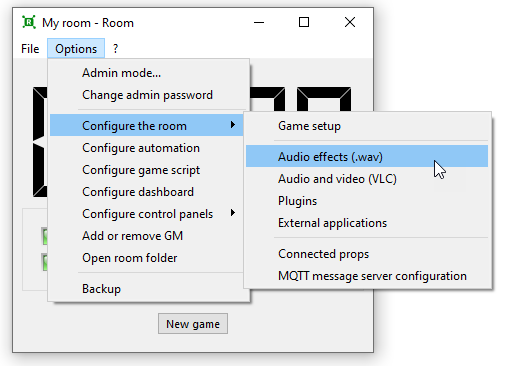 My room - Room
File Options ?
Admin mode...
Change admin password
Configure the room
Configure automation
Configure game script
Configure dashboard
Configure control panels
Add or remove GM
Open room folder
Backup
Game setup
Audio effects (.wav)
Audio and video (VLC)
Plugins
External applications
Connected props
MQTT message server configuration
New game